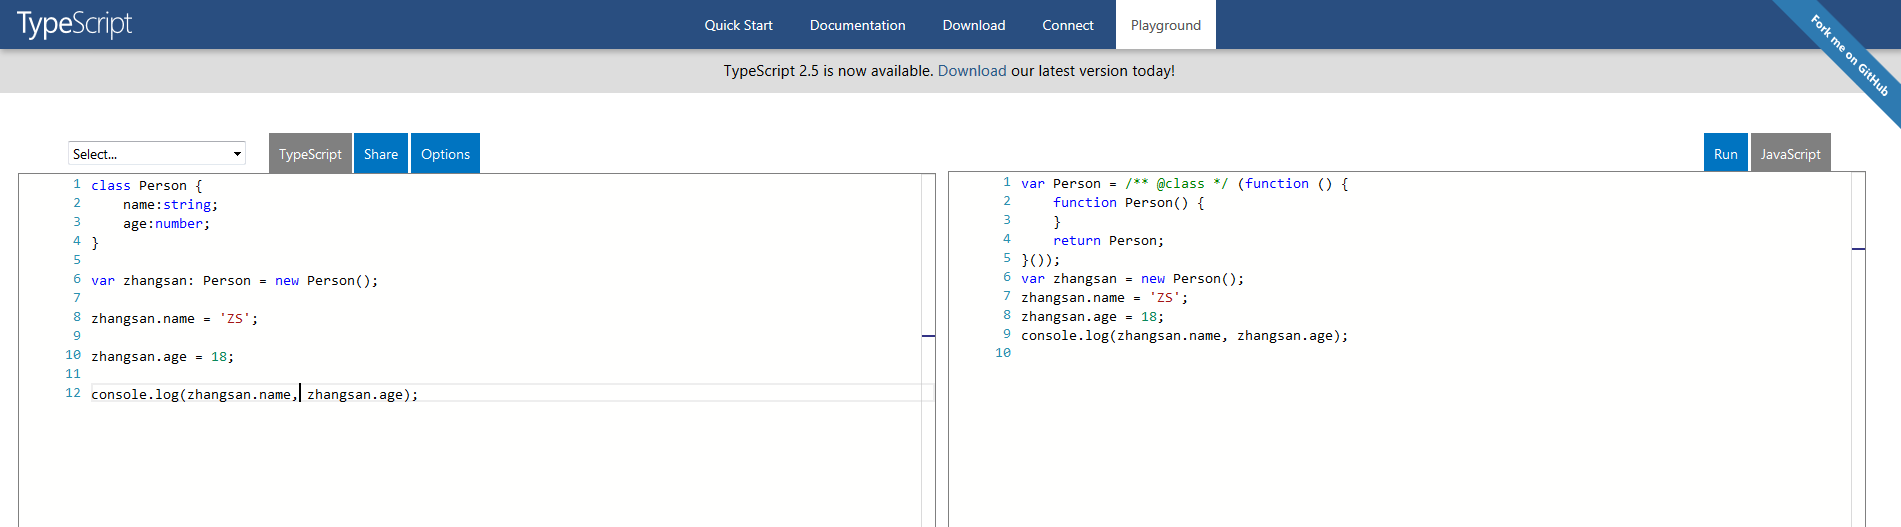 TypeScript
Quick Start Documentation Download Connect Playground
Fork me on GitHub
TypeScript 2.5 is now available. Download our latest version today!
Select... TypeScript Share Options
Run JavaScript
1 class Person {
2 name:string;
3 age:number;
4 }
5
6 var zhangsan: Person = new Person();
7
8 zhangsan.name = 'ZS';
9
10 zhangsan.age = 18;
11
12 console.log(zhangsan.name, zhangsan.age);
1 var Person = /** @class */ (function () {
2 function Person() {
3 }
4 return Person;
5 }());
6 var zhangsan = new Person();
7 zhangsan.name = 'ZS';
8 zhangsan.age = 18;
9 console.log(zhangsan.name, zhangsan.age);
10